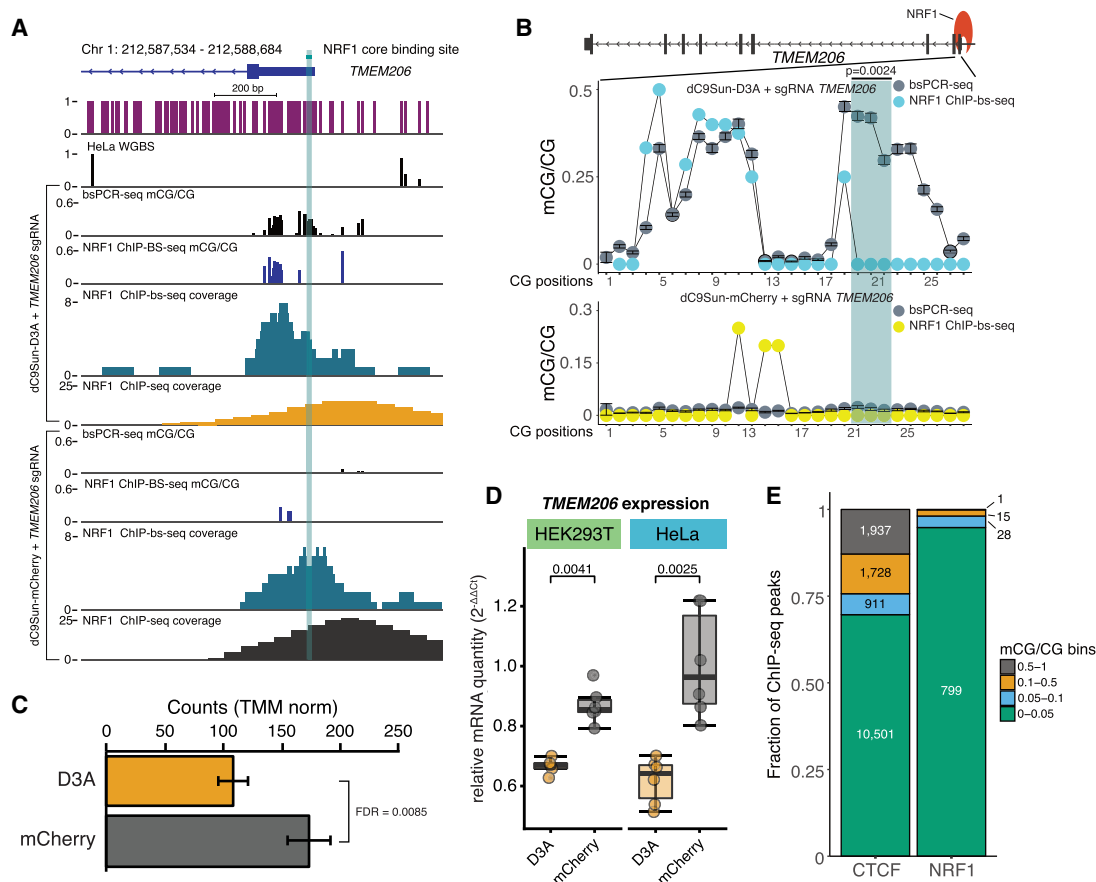 A
Chr 1: 212,587,534 - 212,588,684
NRF1 core binding site
TMEM206
200 bp
1
0
HeLa WGBS
1
0
bsPCR-seq mCG/CG
0.6
0
NRF1 ChIP-BS-seq mCG/CG
0.6
0
NRF1 ChIP-bs-seq coverage
8
0
NRF1 ChIP-seq coverage
25
0
dC9Sun-D3A + TMEM206 sgRNA
bsPCR-seq mCG/CG
0.6
0
NRF1 ChIP-BS-seq mCG/CG
0.6
0
NRF1 ChIP-bs-seq coverage
8
0
NRF1 ChIP-seq coverage
25
0
dC9Sun-mCherry + TMEM206 sgRNA
B
NRF1
TMEM206
p=0.0024
dC9Sun-D3A + sgRNA TMEM206
bsPCR-seq
NRF1 ChIP-bs-seq
mCG/CG
0.5
0.25
0
CG positions 1 5 9 10 13 17 21 25
dC9Sun-mCherry + sgRNA TMEM206
bsPCR-seq
NRF1 ChIP-bs-seq
mCG/CG
0.3
0.15
0
CG positions 1 5 9 10 13 17 21 25
C
Counts (TMM norm)
0 50 100 150 200 250
D3A
mCherry
FDR = 0.0085
D
TMEM206 expression
HEK293T
HeLa
0.0041
0.0025
relative mRNA quantity (2-ΔΔCt)
1.2
1.0
0.8
0.6
D3A
mCherry
D3A
mCherry
E
Fraction of ChIP-seq peaks
1
0.75
0.50
0.25
0
1,937
1,728
911
10,501
1
15
28
799
CTCF
NRF1
mCG/CG bins
0.5–1
0.1–0.5
0.05–0.1
0–0.05